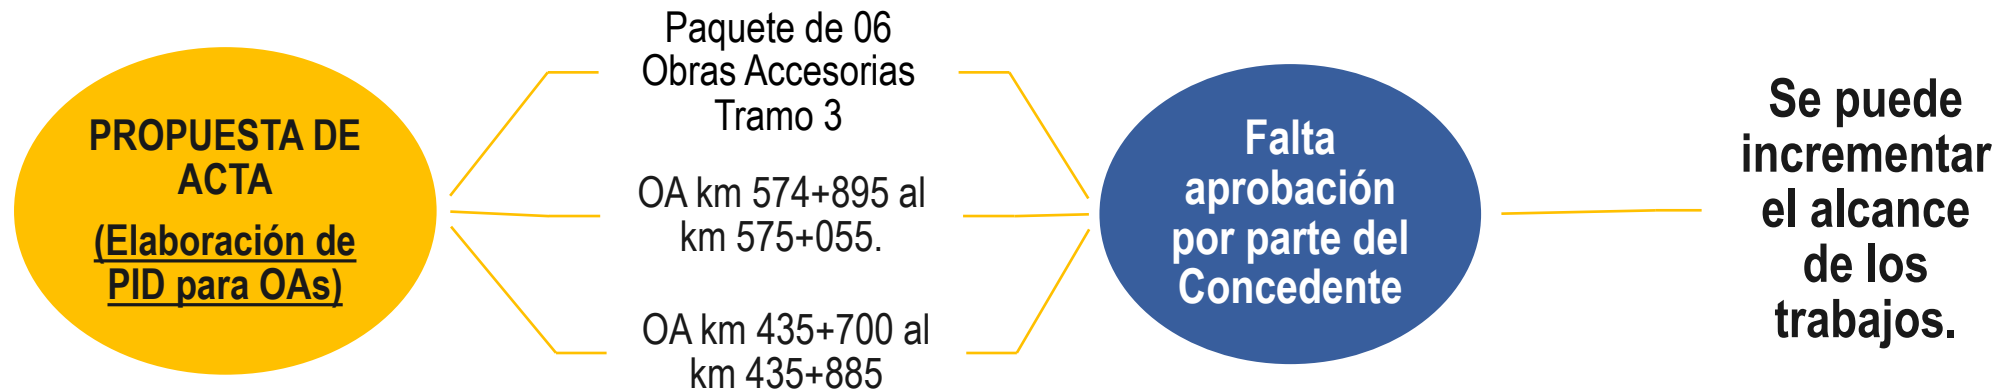 PROPUESTA DE
ACTA
(Elaboración de
PID para OAs)
Paquete de 06
Obras Accesorias
Tramo 3
OA km 574+895 al
km 575+055.
OA km 435+700 al
km 435+885
Falta
aprobación
por parte del
Concedente
Se puede
incrementar
el alcance
de los
trabajos.